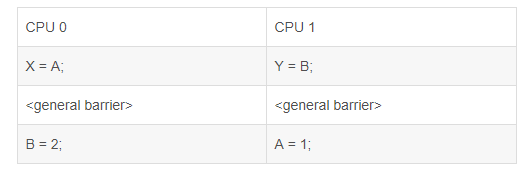 CPU 0 CPU 1
X = A; Y = B;
<general barrier> <general barrier>
B = 2; A = 1;